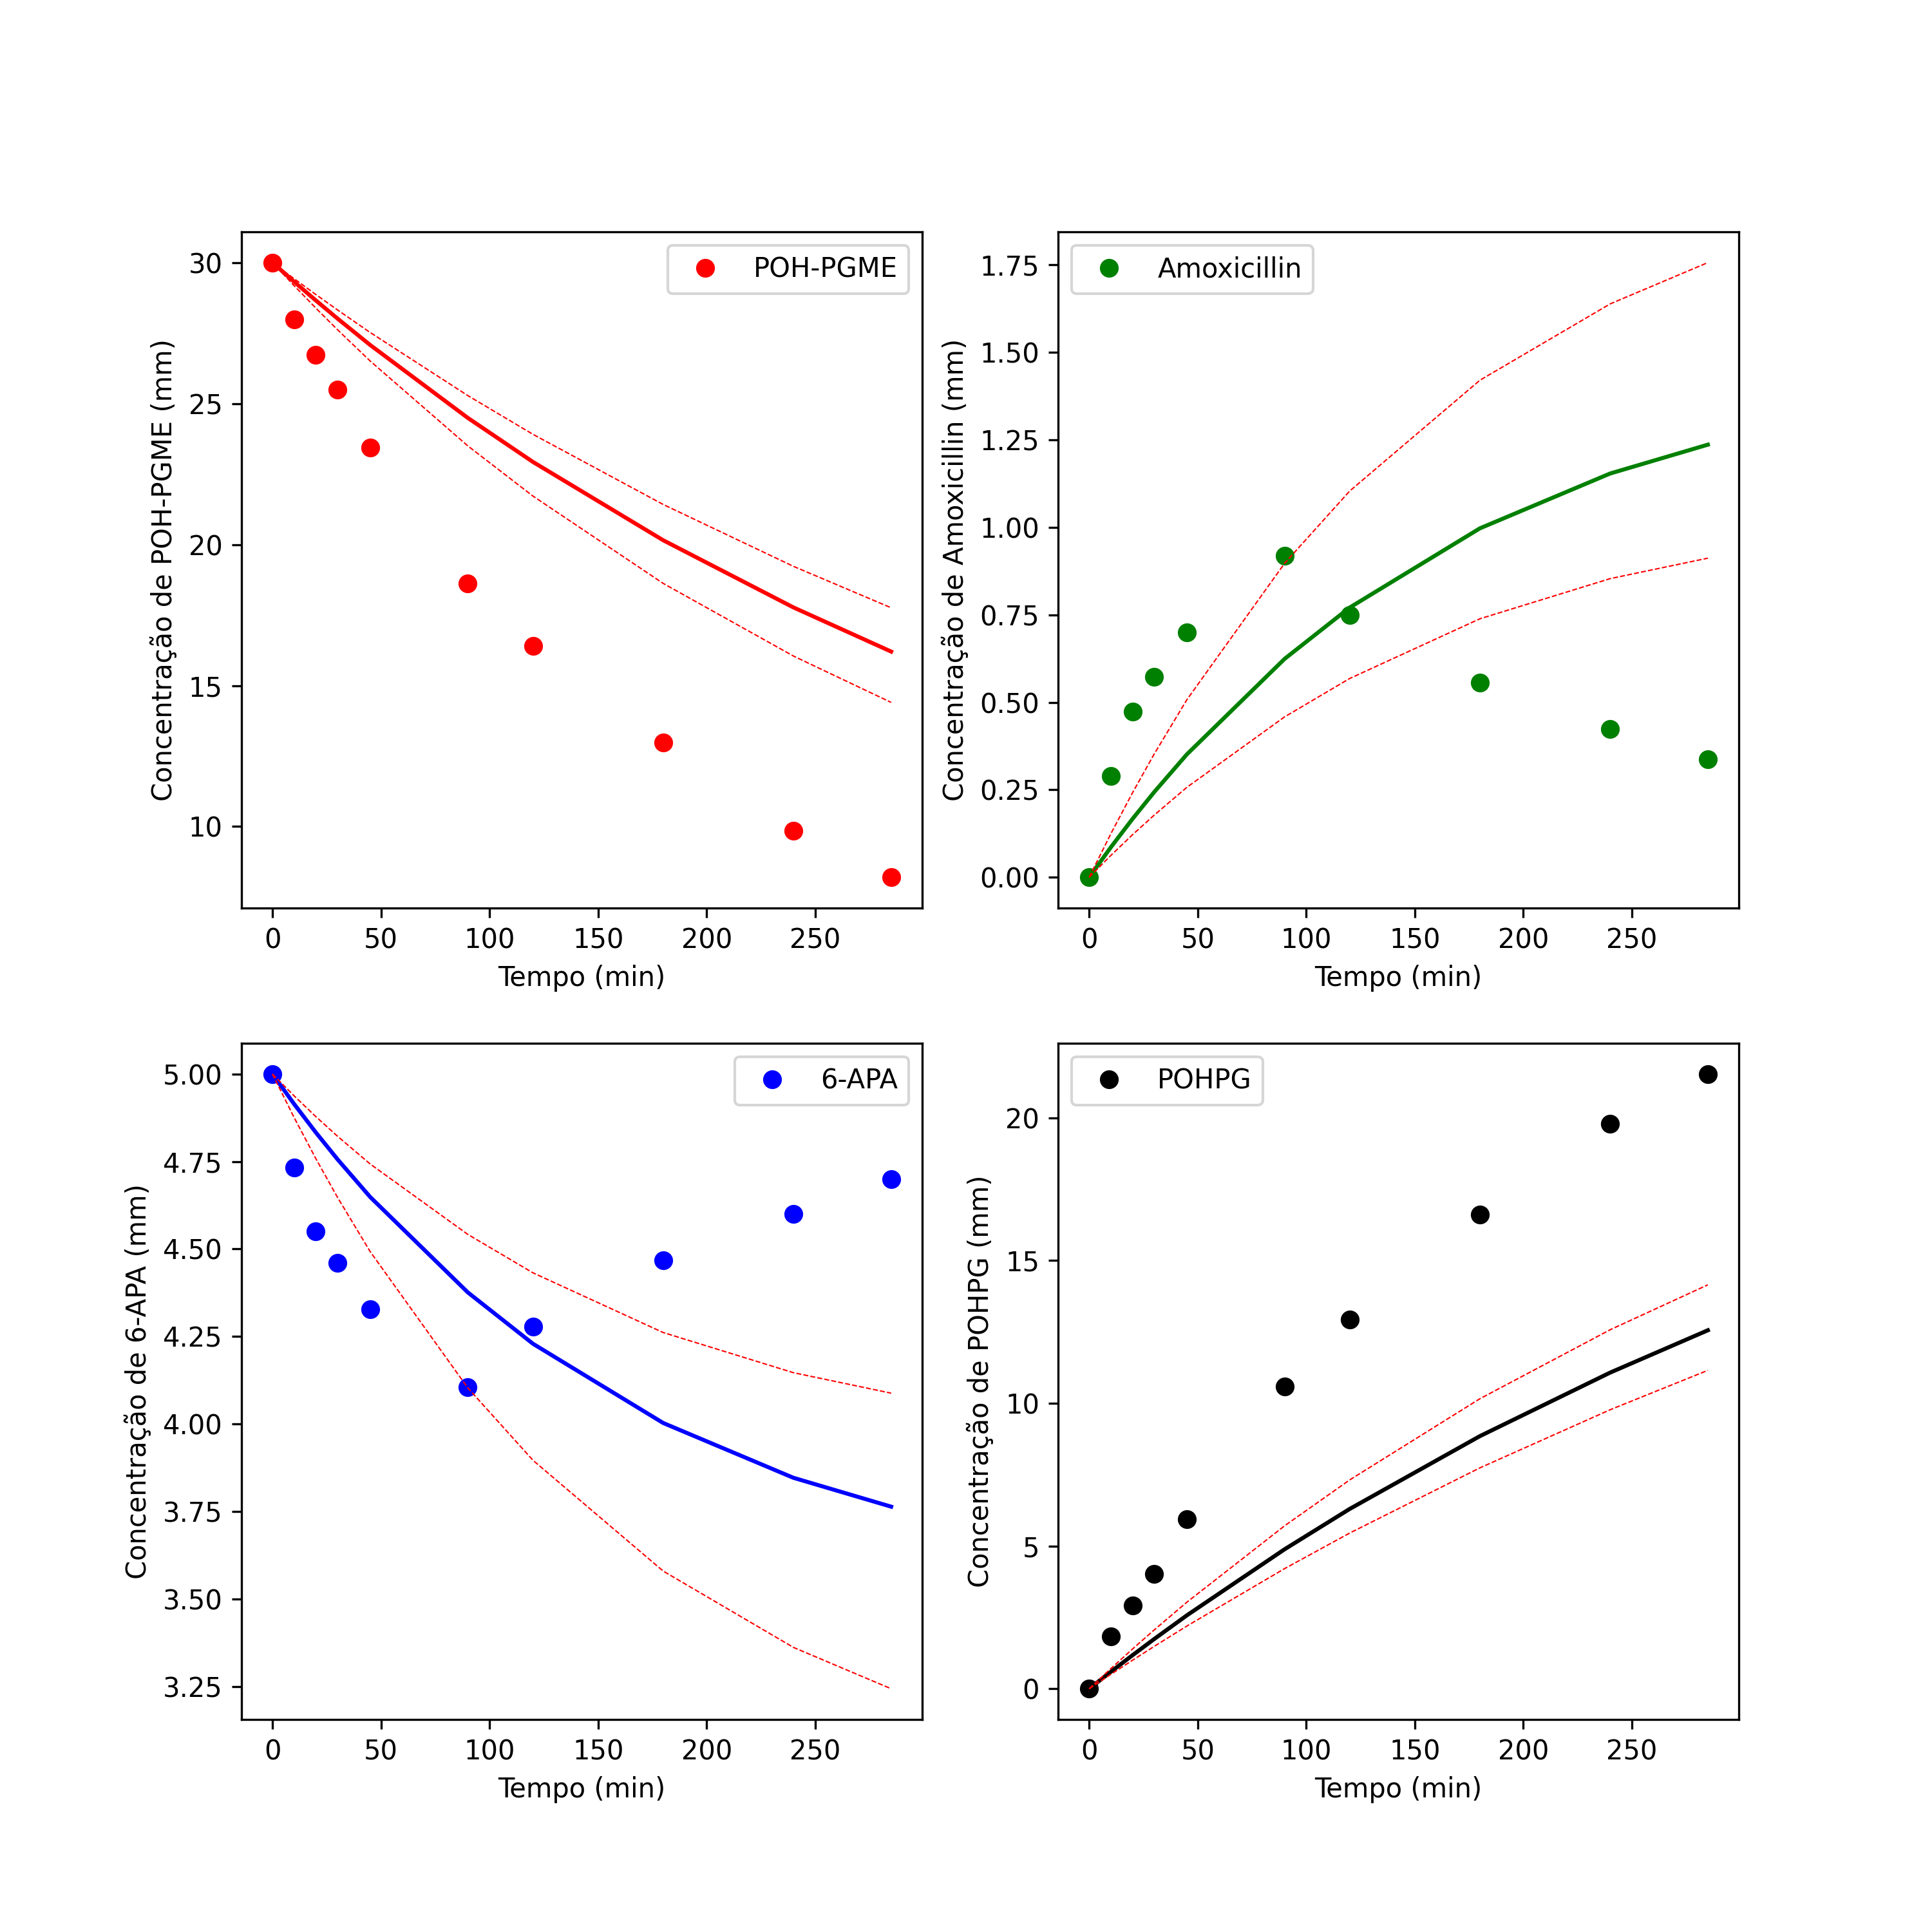 POH-PGME
30
25
20
15
10
Concentração de POH-PGME (mm)
0 50 100 150 200 250
Tempo (min)
Amoxicillin
1.75
1.50
1.25
1.00
0.75
0.50
0.25
0.00
Concentração de Amoxicillin (mm)
0 50 100 150 200 250
Tempo (min)
6-APA
5.00
4.75
4.50
4.25
4.00
3.75
3.50
3.25
Concentração de 6-APA (mm)
0 50 100 150 200 250
Tempo (min)
POHPG
20
15
10
5
0
Concentração de POHPG (mm)
0 50 100 150 200 250
Tempo (min)